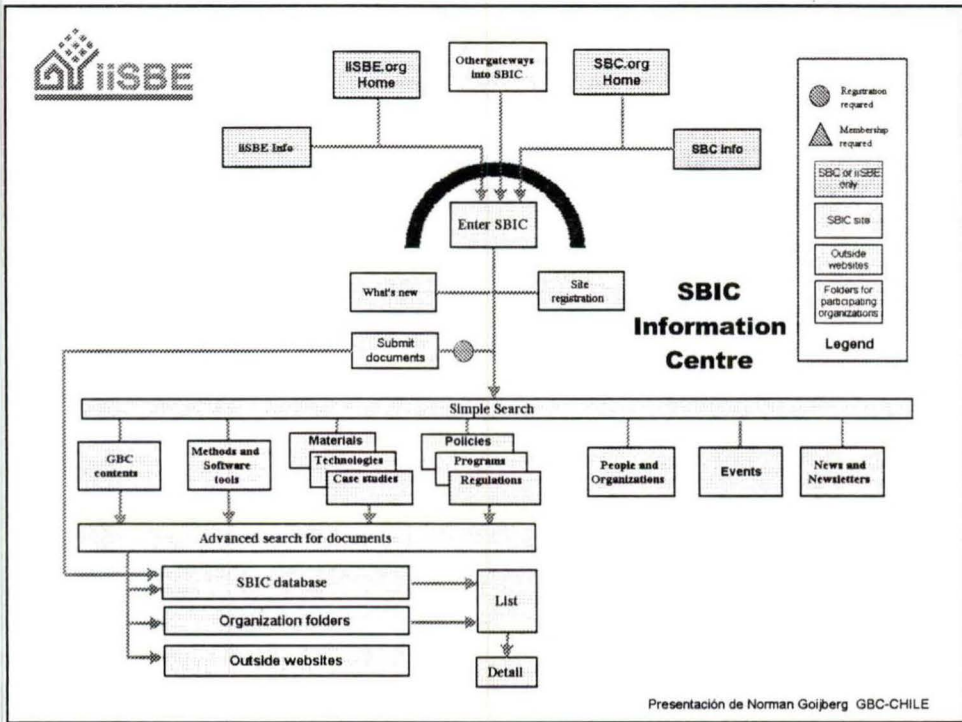 iiSBE
iiSBE.org
Home
Othergateways
into SBIC
SBC.org
Home
iiSBE Info
SBC info
Enter SBIC
Registration
required
Membership
required
SBC or iiSBE
only
SBIC site
Outside
websites
Folders for
participating
organizations
Legend
What's new
Site
registration
SBIC
Information
Centre
Submit
documents
Simple Search
GBC
contents
Methods and
Software
tools
Materials
Technologies
Case studies
Policies
Programs
Regulations
People and
Organizations
Events
News and
Newsletters
Advanced search for documents
SBIC database
Organization folders
Outside websites
List
Detail
Presentación de Norman Goijberg GBC-CHILE